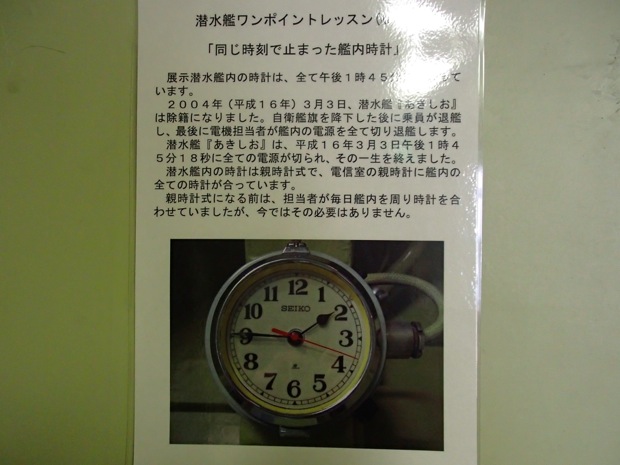 潜水艦ワンポイントレッスン
「同じ時刻で止まった艦内時計」
展示潜水艦内の時計は、全て午後１時４５分
います。
２００４年（平成１６年）３月３日、潜水艦『あきしお』
は除籍になりました。自衛艦旗を降下した後に乗員が退艦
し、最後に電機担当者が艦内の電源を全て切り退艦します。
潜水艦『あきしお』は、平成１６年３月３日午後１時４
５分１８秒に全ての電源が切られ、その一生を終えました。
潜水艦内の時計は親時計式で、電信室の親時計に艦内の
全ての時計が合っています。
親時計式になる前は、担当者が毎日艦内を周り時計を合
わせていましたが、今ではその必要はありません。
12
1
2
3
4
5
6
7
8
9
10
11
SEIKO